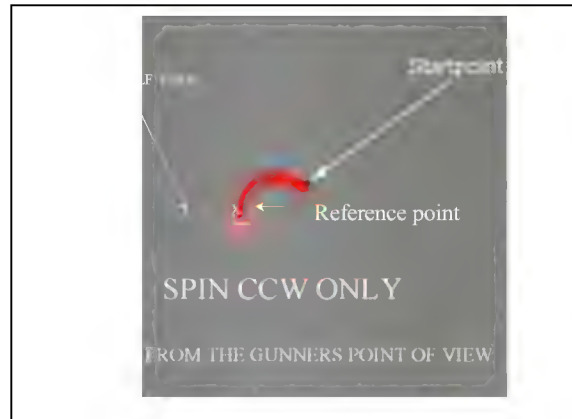 Startpoint
Reference point
SPIN CCW ONLY
FROM THE GUNNERS POINT OF VIEW